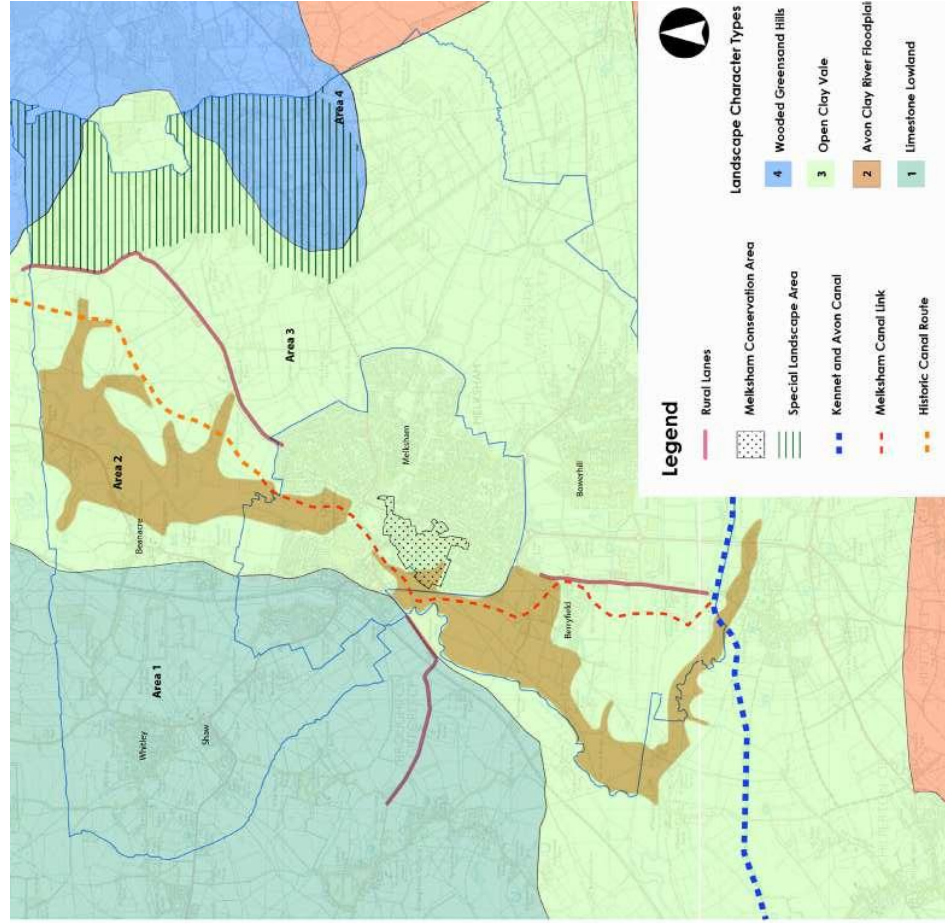 Area 4
Area 3
Area 2
Beanacre
Melksham
Bowerhill
Berryfield
Area 1
Whitley
Shaw
Legend
Rural Lanes
Melksham Conservation Area
Special Landscape Area
Kennet and Avon Canal
Melksham Canal Link
Historic Canal Route
Landscape Character Types
4 Wooded Greensand Hills
3 Open Clay Vale
2 Avon Clay River Floodplai
1 Limestone Lowland